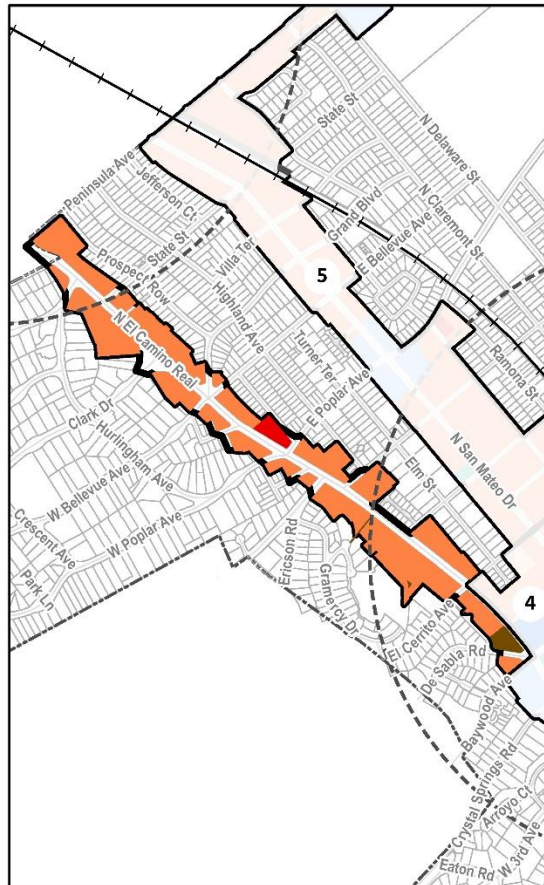 State St
N Delaware St
Peninsula Ave
Jefferson Ct
Grand Blvd
N Claremont St
E Bellevue Ave
State St
Villa Ter
Prospect Row
5
Highland Ave
N El Camino Real
Turner Ter
Ramona St
E Poplar Ave
Clark Dr
Hurlingham Ave
Elm St
N San Mateo Dr
W Bellevue Ave
W Poplar Ave
Crescent Ave
Ericson Rd
Park Ln
Gramercy Dr
4
El Cerrito Ave
De Sabla Rd
Baywood Ave
Crystal Springs Rd
Arroyo Ct
W 3rd Ave
Eaton Rd